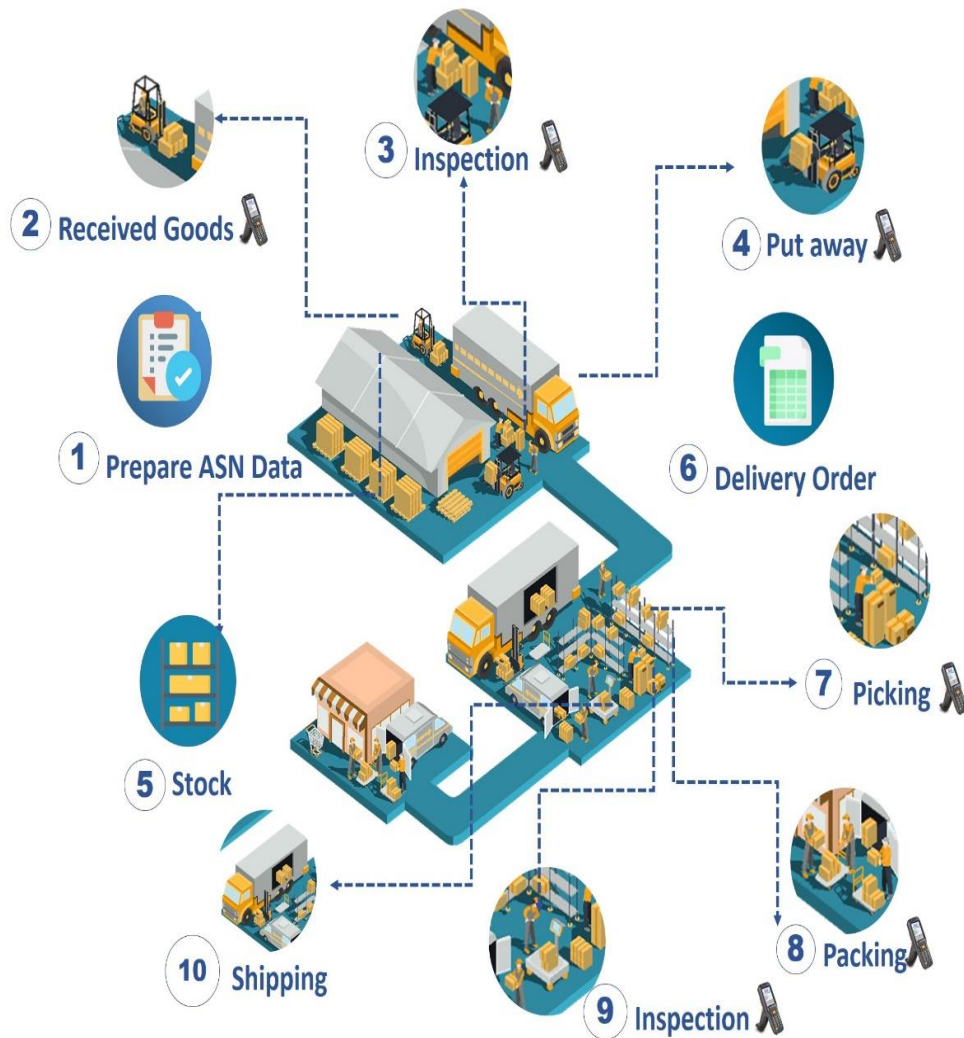 3 Inspection
2 Received Goods
4 Put away
1 Prepare ASN Data
6 Delivery Order
7 Picking
5 Stock
8 Packing
10 Shipping
9 Inspection